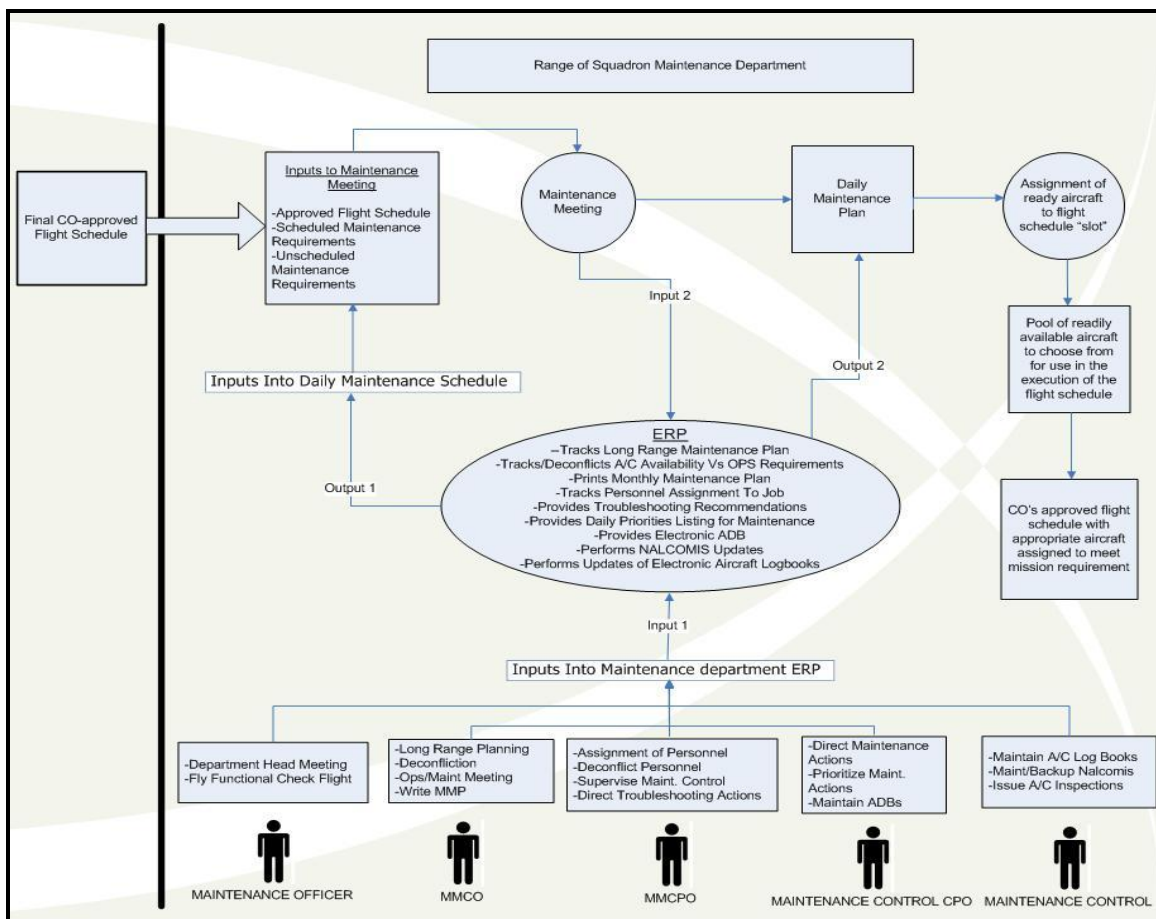 Range of Squadron Maintenance Department
Final CO-approved
Flight Schedule
Inputs to Maintenance
Meeting
-Approved Flight Schedule
-Scheduled Maintenance
Requirements
-Unscheduled
Maintenance
Requirements
Maintenance
Meeting
Daily
Maintenance
Plan
Assignment of
ready aircraft
to flight
schedule “slot”
Input 2
Output 2
Pool of readily
available aircraft
to choose from
for use in the
execution of the
flight schedule
Inputs Into Daily Maintenance Schedule
Output 1
ERP
--Tracks Long Range Maintenance Plan
-Tracks/Deconflicts A/C Availability Vs OPS Requirements
-Prints Monthly Maintenance Plan
-Tracks Personnel Assignment To Job
-Provides Troubleshooting Recommendations
-Provides Daily Priorities Listing for Maintenance
-Provides Electronic ADB
-Performs NALCOMIS Updates
-Performs Updates of Electronic Aircraft Logbooks
CO’s approved flight
schedule with
appropriate aircraft
assigned to meet
mission requirement
Input 1
Inputs Into Maintenance department ERP
-Department Head Meeting
-Fly Functional Check Flight
-Long Range Planning
-Deconfliction
-Ops/Maint Meeting
-Write MMP
-Assignment of Personnel
-Deconflict Personnel
-Supervise Maint. Control
-Direct Troubleshooting Actions
-Direct Maintenance
Actions
-Prioritize Maint.
Actions
-Maintain ADBs
-Maintain A/C Log Books
-Maint/Backup Nalcomis
-Issue A/C Inspections
MAINTENANCE OFFICER
MMCO
MMCPO
MAINTENANCE CONTROL CPO
MAINTENANCE CONTROL